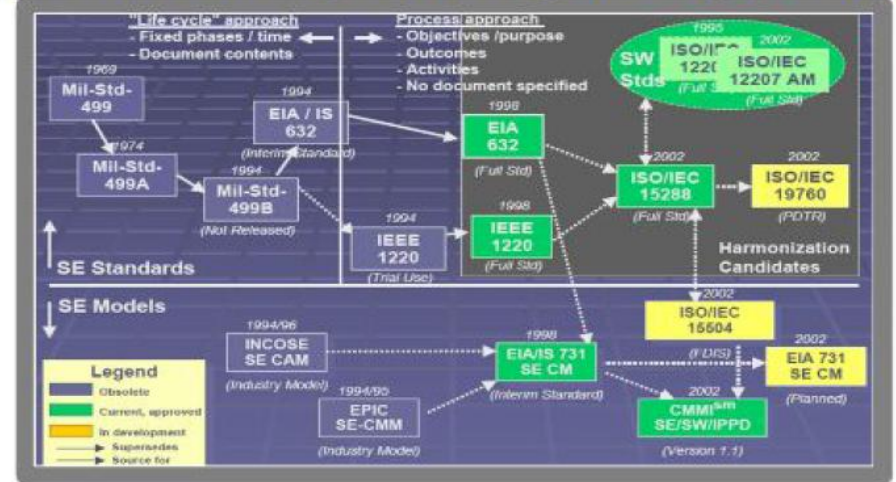 "Life cycle" approach
- Fixed phases / time
- Document contents
Process approach
- Objectives /purpose
- Outcomes
- Activities
- No document specified
1995
ISO/IEC
2002
SW
Stds
ISO/IEC
12207 AM
(Full Std)
1969
Mil-Std-
499
1974
Mil-Std-
499A
1994
Mil-Std-
499B
(Not Released)
1994
EIA / IS
632
(Interim Standard)
1994
IEEE
1220
(Trial Use)
1998
EIA
632
(Full Std)
1998
IEEE
1220
(Full Std)
2002
ISO/IEC
15288
(Full Std)
2002
ISO/IEC
19760
(PDTR)
Harmonization
Candidates
SE Standards
SE Models
2002
ISO/IEC
15504
(FDIS)
1994/96
INCOSE
SE CAM
(Industry Model)
1994/95
EPIC
SE-CMM
(Industry Model)
1998
EIA/IS 731
SE CM
(Interim Standard)
2002
CMMIsm
SE/SW/IPPD
(Version 1.1)
2002
EIA 731
SE CM
(Planned)
Legend
Obsolete
Current, approved
In development
Supersedes
Source for